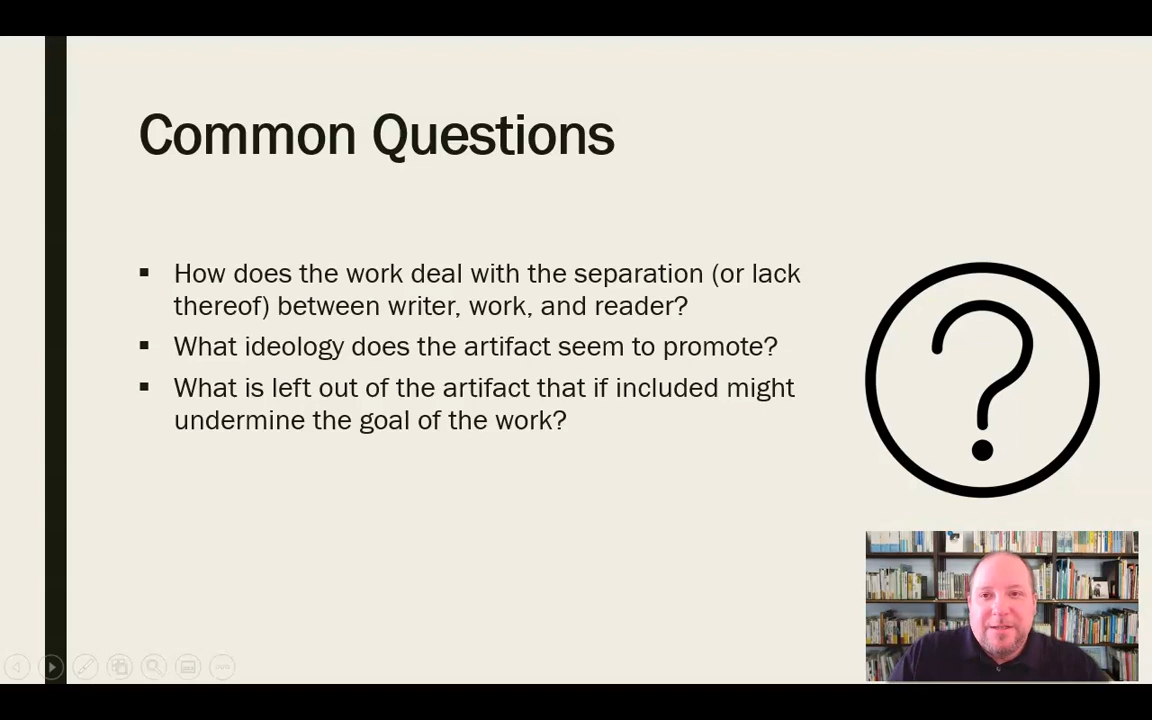 Common Questions
▪ How does the work deal with the separation (or lack
thereof) between writer, work, and reader?
▪ What ideology does the artifact seem to promote?
▪ What is left out of the artifact that if included might
undermine the goal of the work?
?